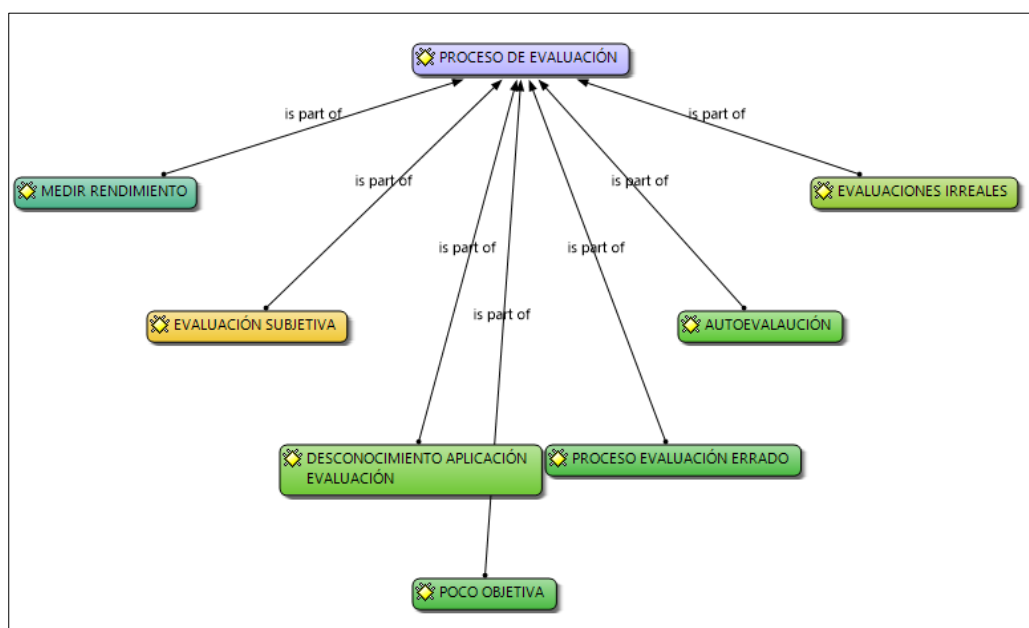 PROCESO DE EVALUACIÓN
is part of
is part of
is part of
is part of
MEDIR RENDIMIENTO
EVALUACIONES IRREALES
is part of
is part of
is part of
EVALUACIÓN SUBJETIVA
AUTOEVALAUCIÓN
DESCONOCIMIENTO APLICACIÓN
EVALUACIÓN
PROCESO EVALUACIÓN ERRADO
POCO OBJETIVA